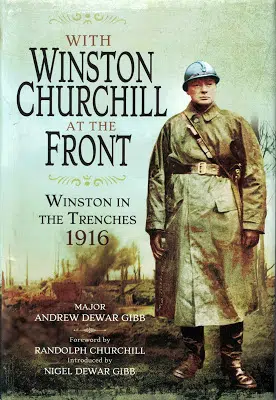 WITH
WINSTON
CHURCHILL
AT THE
FRONT
WINSTON IN
THE TRENCHES
1916
MAJOR
ANDREW DEWAR GIBB
Foreword by
RANDOLPH CHURCHILL
Introduced by
NIGEL DEWAR GIBB